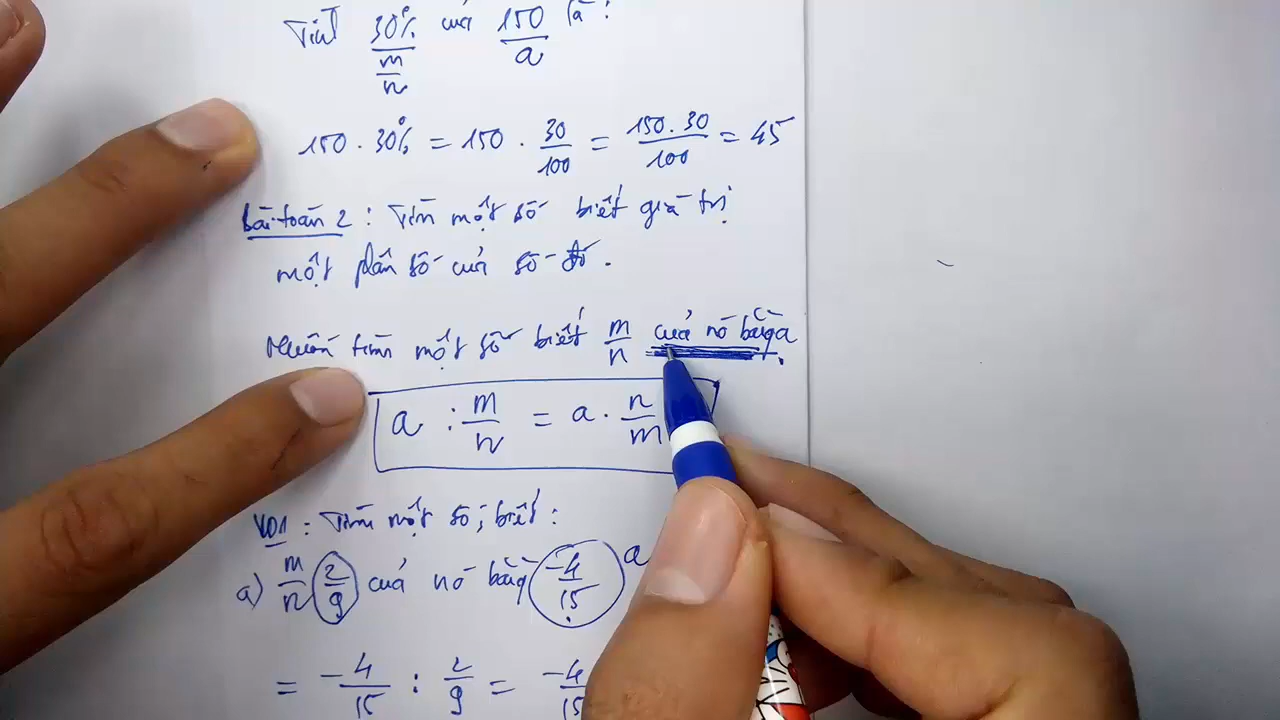 Tính 30% của 150 là:
m/n a
150 . 30% = 150 . 30/100 = 150.30/100 = 45
Bài toán 2 : Tìm một số biết giá trị
một phân số của số đó.
Muốn tìm một số biết m/n của nó bằng a.
a : m/n = a . n/m
VD1 : Tìm một số, biết :
a) m/n 2/9 của nó bằng -4/15 a
= -4/15 : 2/9 = -4/15